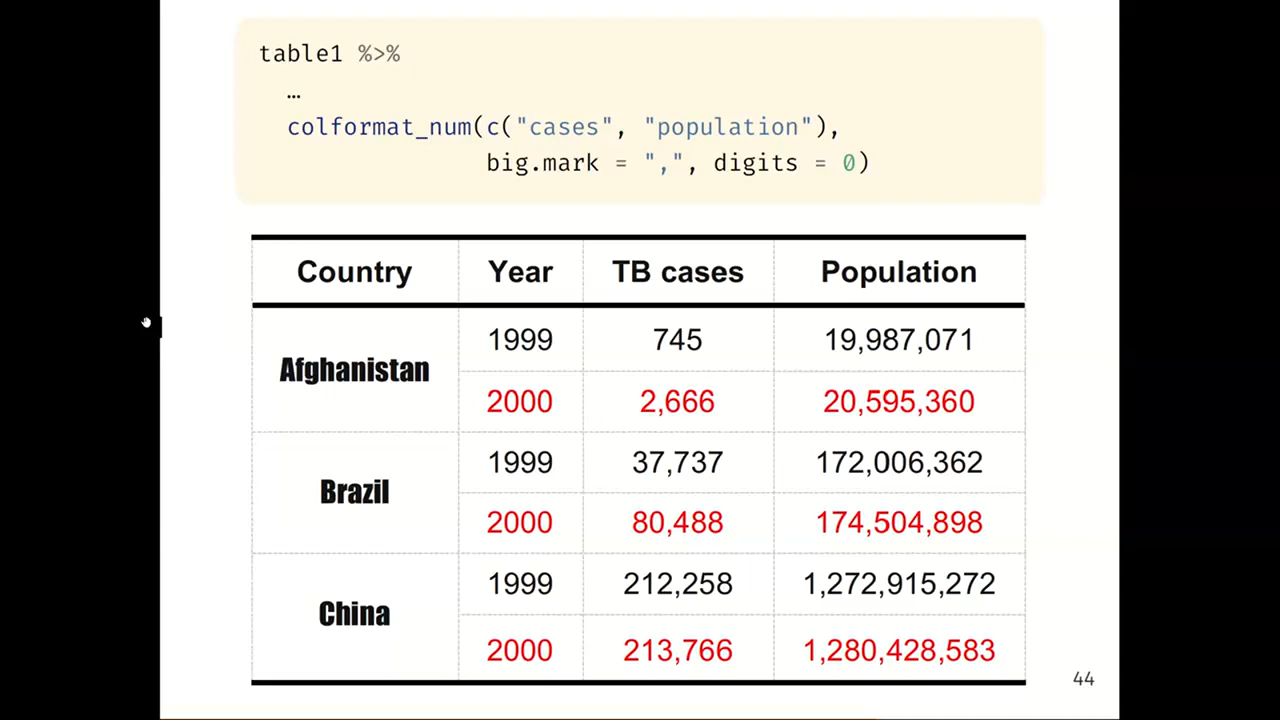 table1 %>%
…
colformat_num(c("cases", "population"),
big.mark = ",", digits = 0)
Country Year TB cases Population
Afghanistan 1999 745 19,987,071
2000 2,666 20,595,360
Brazil 1999 37,737 172,006,362
2000 80,488 174,504,898
China 1999 212,258 1,272,915,272
2000 213,766 1,280,428,583
44